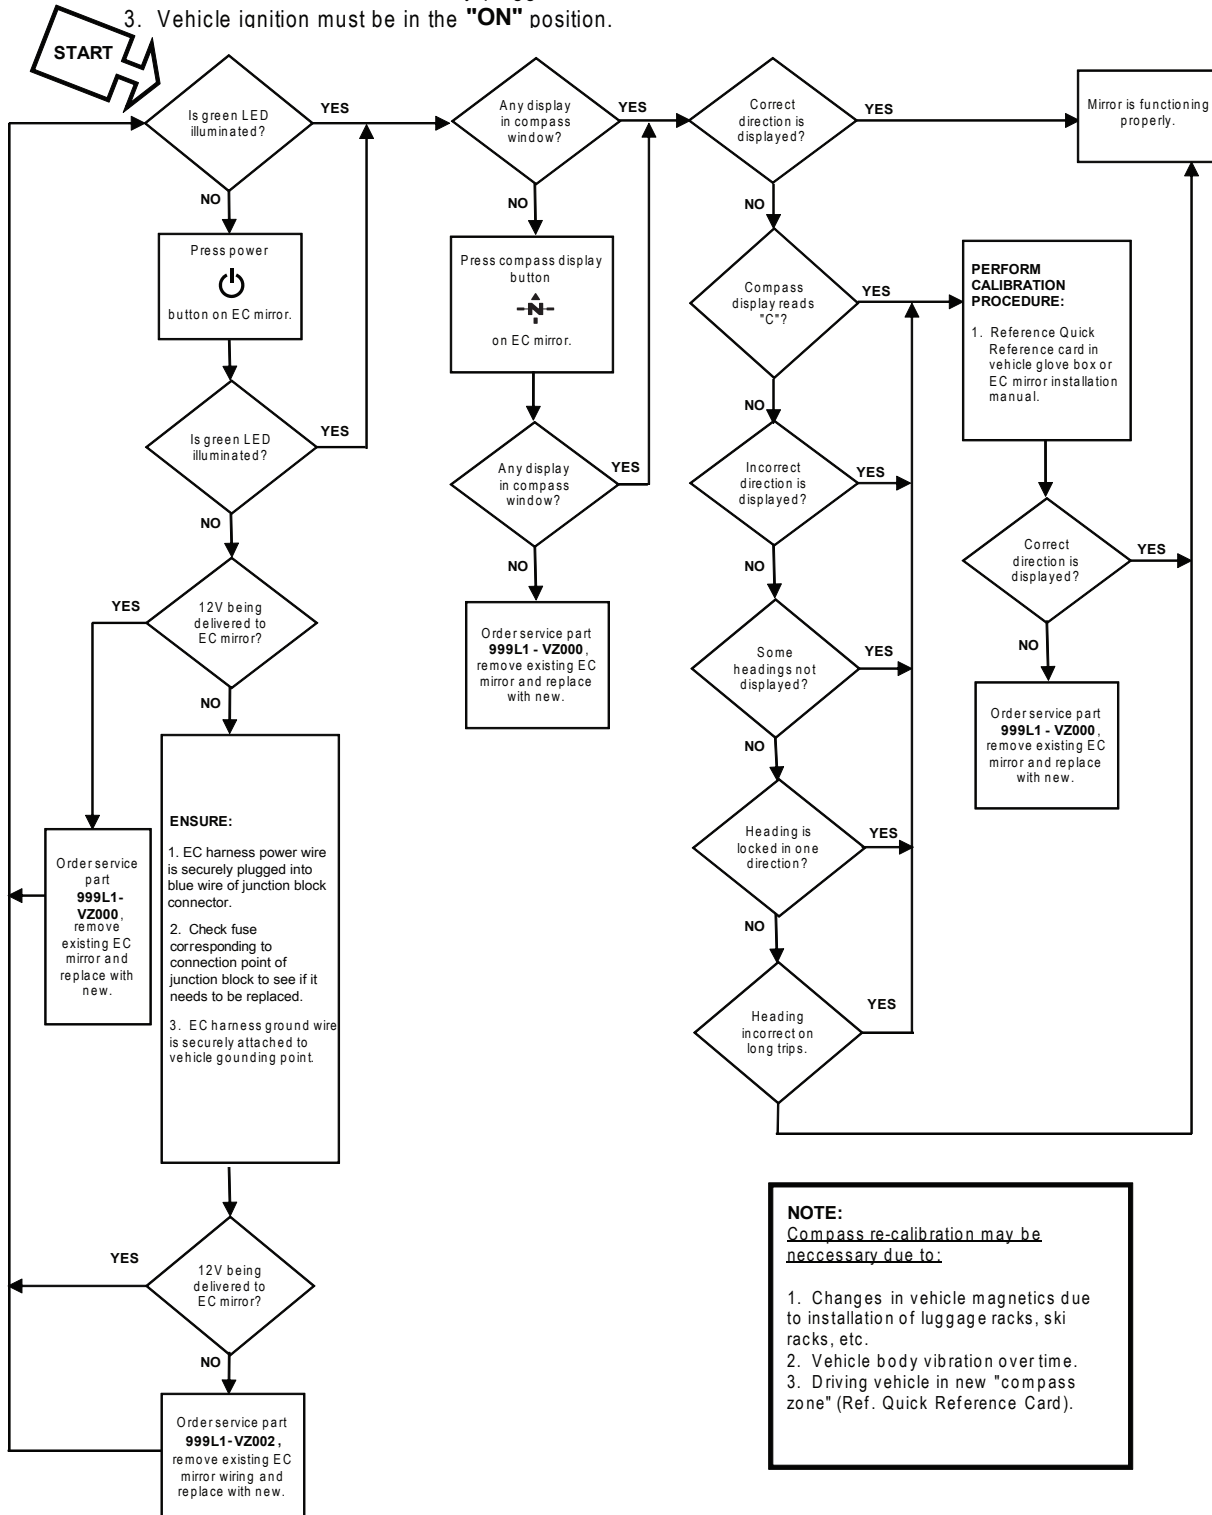 3. Vehicle ignition must be in the "ON" position.
START
Is green LED
illuminated?
YES
NO
Press power
button on EC mirror.
Is green LED
illuminated?
YES
NO
12V being
delivered to
EC mirror?
YES
NO
Order service
part
999L1-
VZ000,
remove
existing EC
mirror and
replace with
new.
ENSURE:
1. EC harness power wire
is securely plugged into
blue wire of junction block
connector.
2. Check fuse
corresponding to
connection point of
junction block to see if it
needs to be replaced.
3. EC harness ground wire
is securely attached to
vehicle gounding point.
12V being
delivered to
EC mirror?
YES
NO
Order service part
999L1-VZ002,
remove existing EC
mirror wiring and
replace with new.
Any display
in compass
window?
YES
NO
Press compass display
button
N
on EC mirror.
Any display
in compass
window?
YES
NO
Order service part
999L1 - VZ000,
remove existing EC
mirror and replace
with new.
Correct
direction is
displayed?
YES
NO
Compass
display reads
"C"?
YES
NO
Incorrect
direction is
displayed?
YES
NO
Some
headings not
displayed?
YES
NO
Heading is
locked in one
direction?
YES
NO
Heading
incorrect on
long trips.
YES
Mirror is functioning
properly.
PERFORM
CALIBRATION
PROCEDURE:
1. Reference Quick
Reference card in
vehicle glove box or
EC mirror installation
manual.
Correct
direction is
displayed?
YES
NO
Order service part
999L1 - VZ000,
remove existing EC
mirror and replace
with new.
NOTE:
Compass re-calibration may be
neccessary due to:
1. Changes in vehicle magnetics due
to installation of luggage racks, ski
racks, etc.
2. Vehicle body vibration over time.
3. Driving vehicle in new "compass
zone" (Ref. Quick Reference Card).